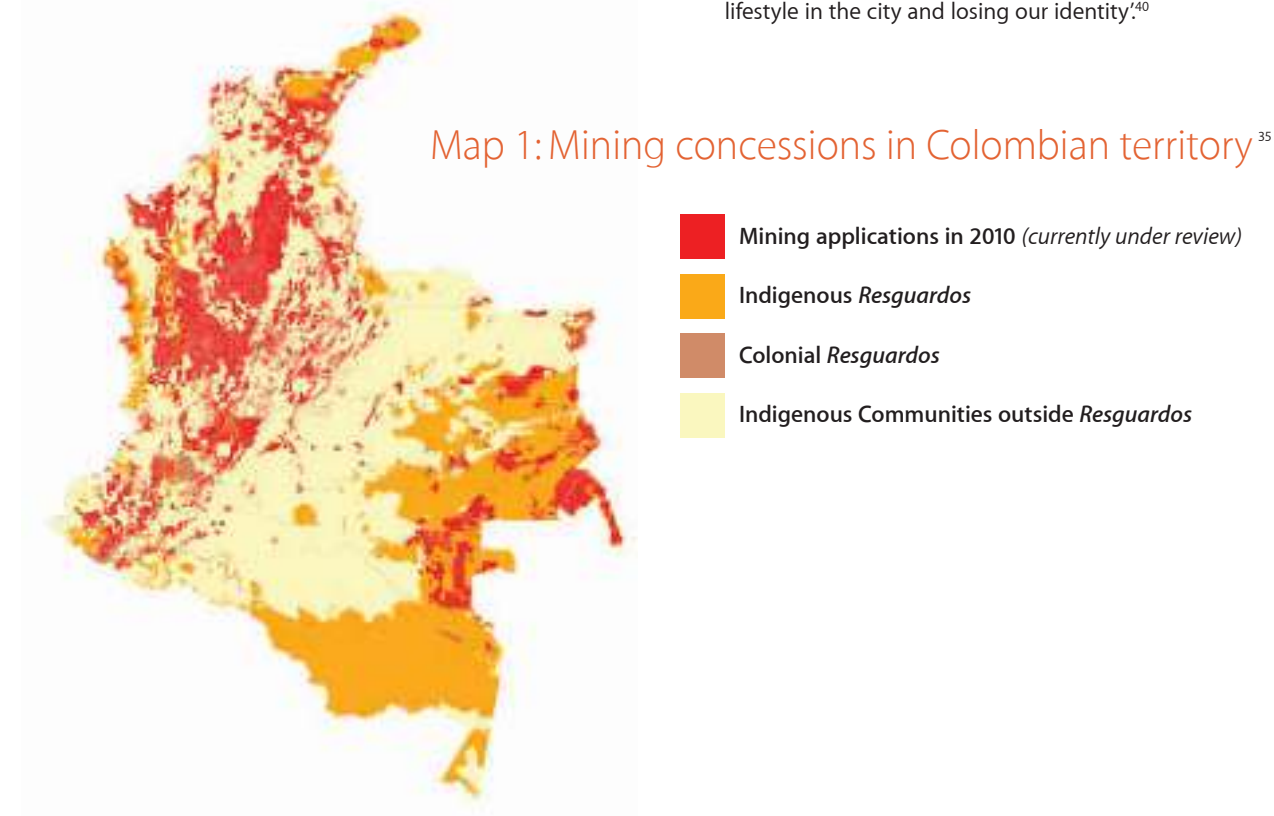 lifestyle in the city and losing our identity'.40
Map 1: Mining concessions in Colombian territory 35
Mining applications in 2010 (currently under review)
Indigenous Resguardos
Colonial Resguardos
Indigenous Communities outside Resguardos